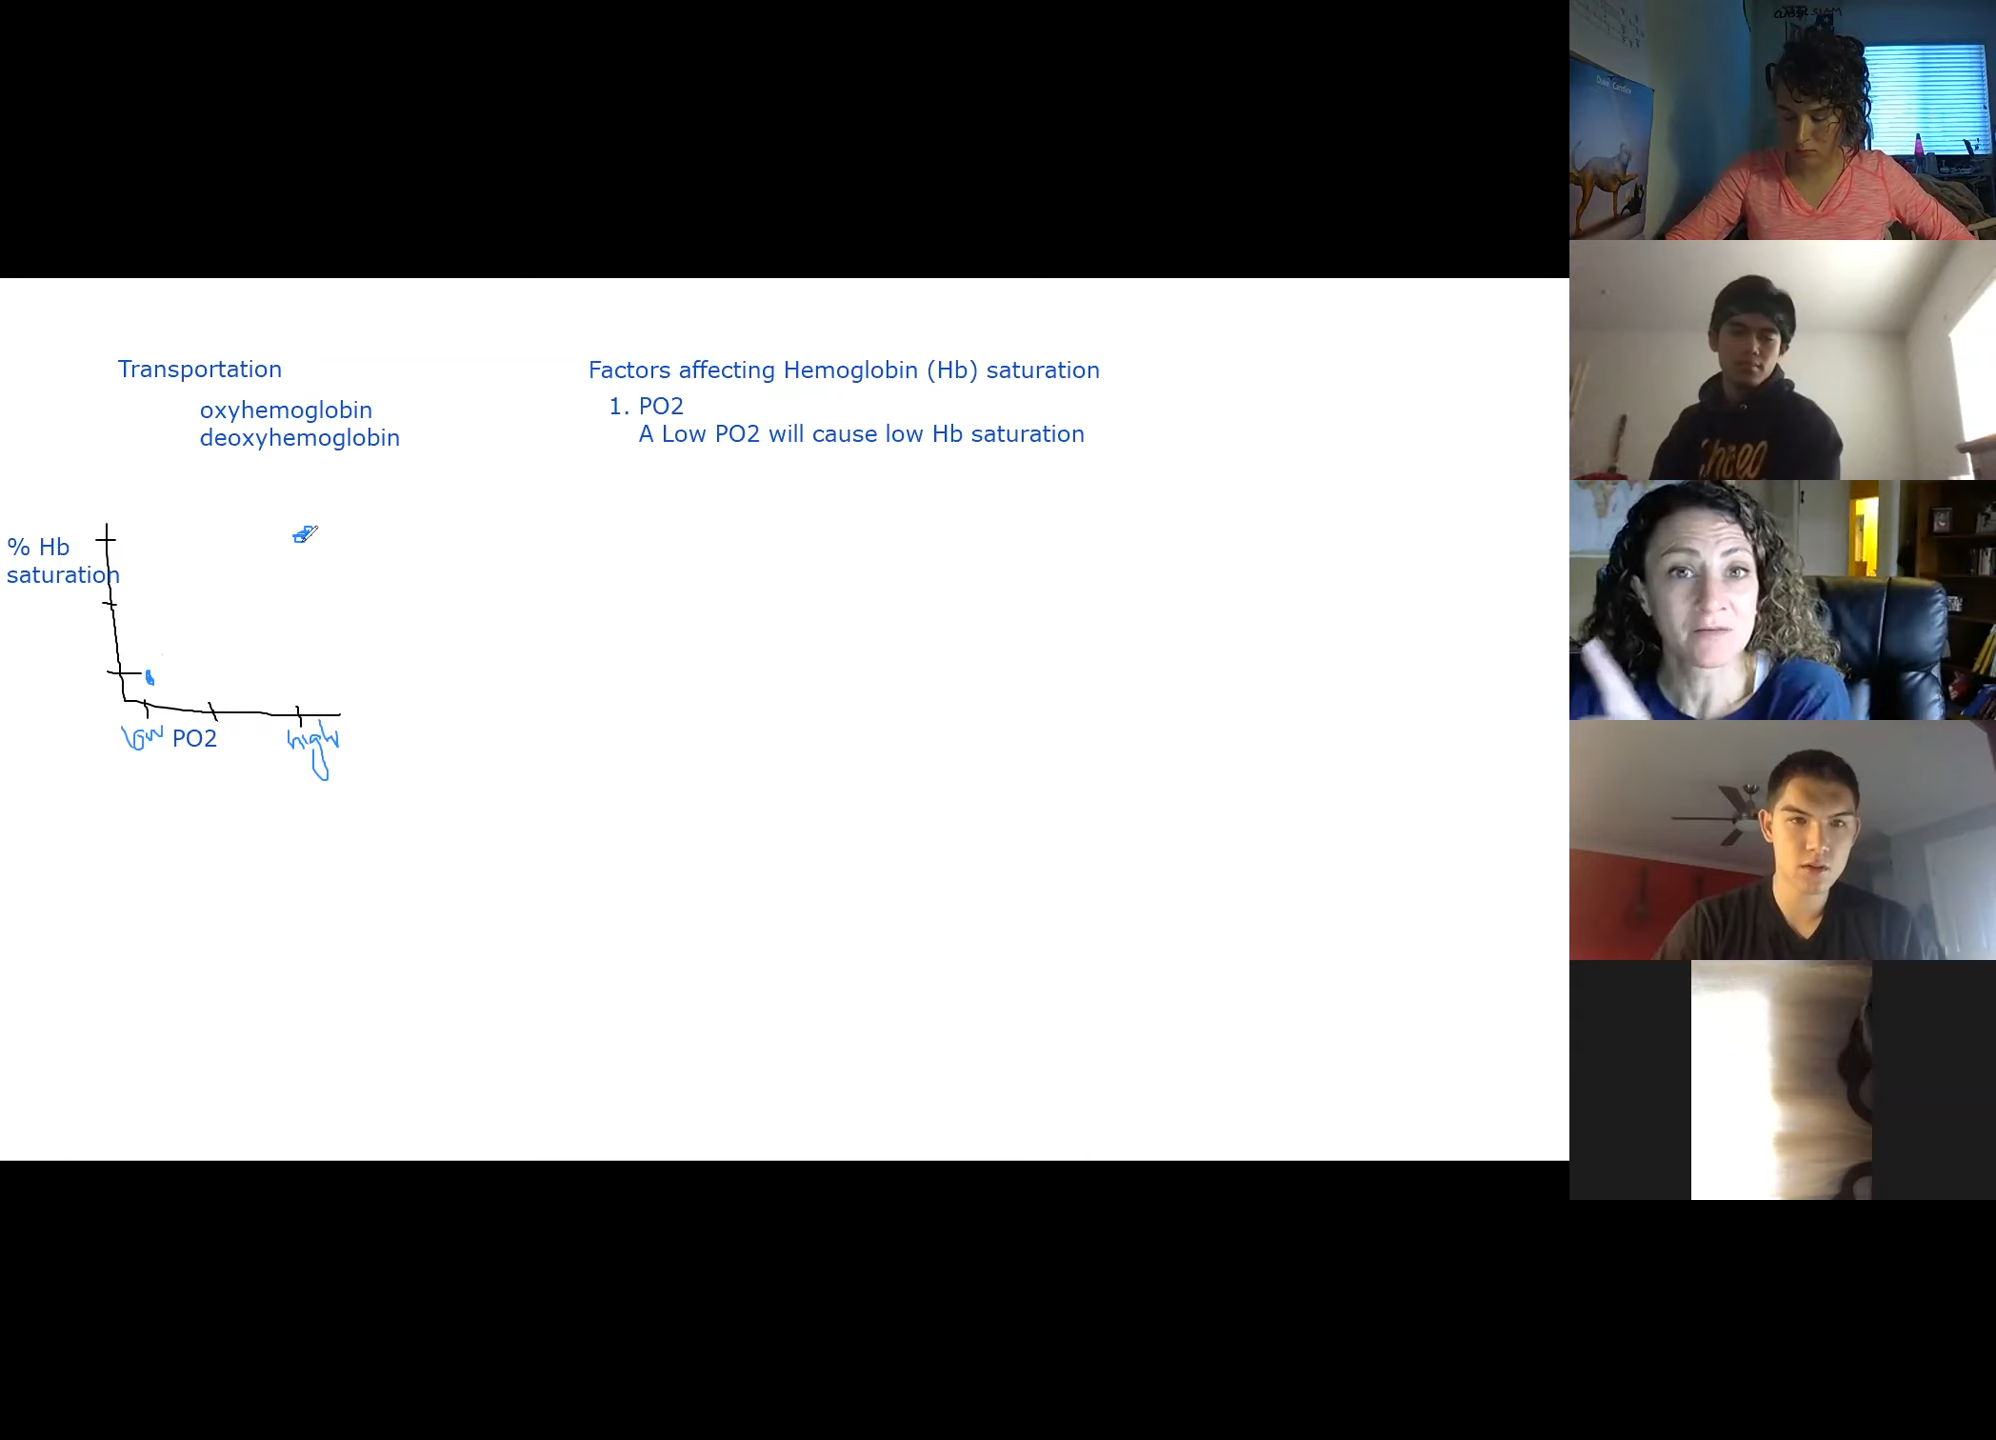 Transportation
oxyhemoglobin
deoxyhemoglobin
Factors affecting Hemoglobin (Hb) saturation
1. PO2
A Low PO2 will cause low Hb saturation
% Hb
saturation
low PO2 high